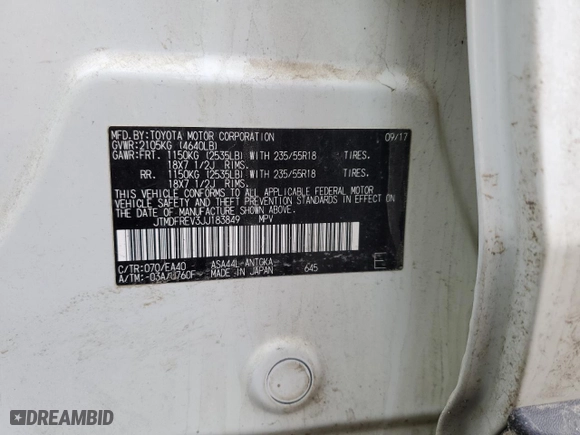 MFD.BY:TOYOTA MOTOR CORPORATION 09/17
GVWR:2105KG (4640LB)
GAWR:FRT. 1150KG (2535LB) WITH 235/55R18 TIRES.
18X7 1/2J RIMS.
RR. 1150KG (2535LB) WITH 235/55R18 TIRES.
18X7 1/2J RIMS.
THIS VEHICLE CONFORMS TO ALL APPLICABLE FEDERAL MOTOR
VEHICLE SAFETY AND THEFT PREVENTION STANDARDS IN EFFECT
ON THE DATE OF MANUFACTURE SHOWN ABOVE.
JTMDFREV3JJ183849 MPV
C/TR:070/EA40 ASA44L-ANTGKA
A/TM:-03A/U760F MADE IN JAPAN 645
E
DREAMBID